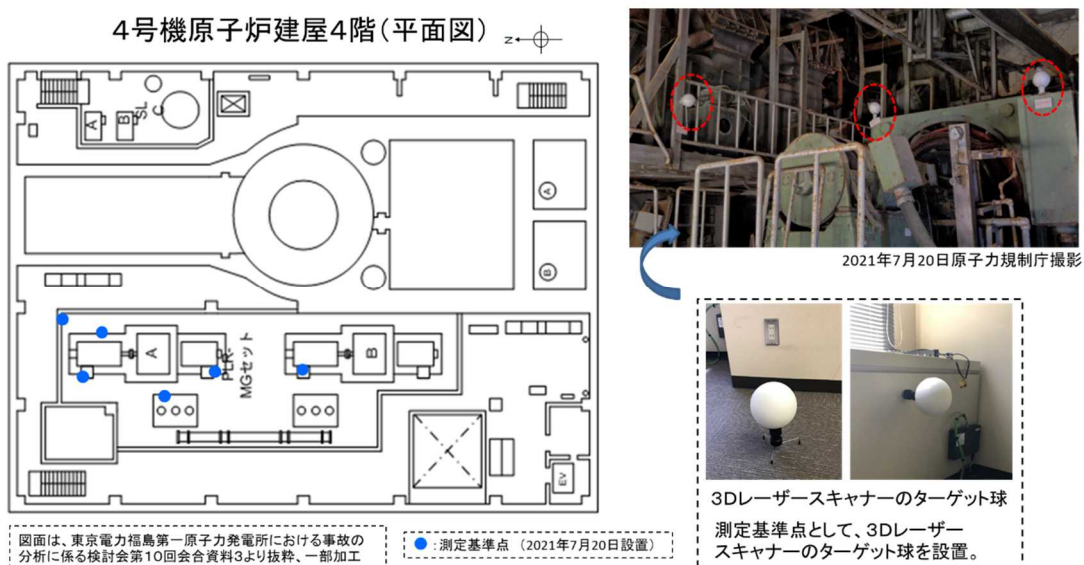 4号機原子炉建屋4階(平面図)
N
A
B
SL
C
A
B
A
B
PLR-
MGセット
EV
図面は、東京電力福島第一原子力発電所における事故の
分析に係る検討会第10回会合資料3より抜粋、一部加工
:測定基準点 (2021年7月20日設置)
2021年7月20日原子力規制庁撮影
3Dレーザースキャナーのターゲット球
測定基準点として、3Dレーザー
スキャナーのターゲット球を設置。